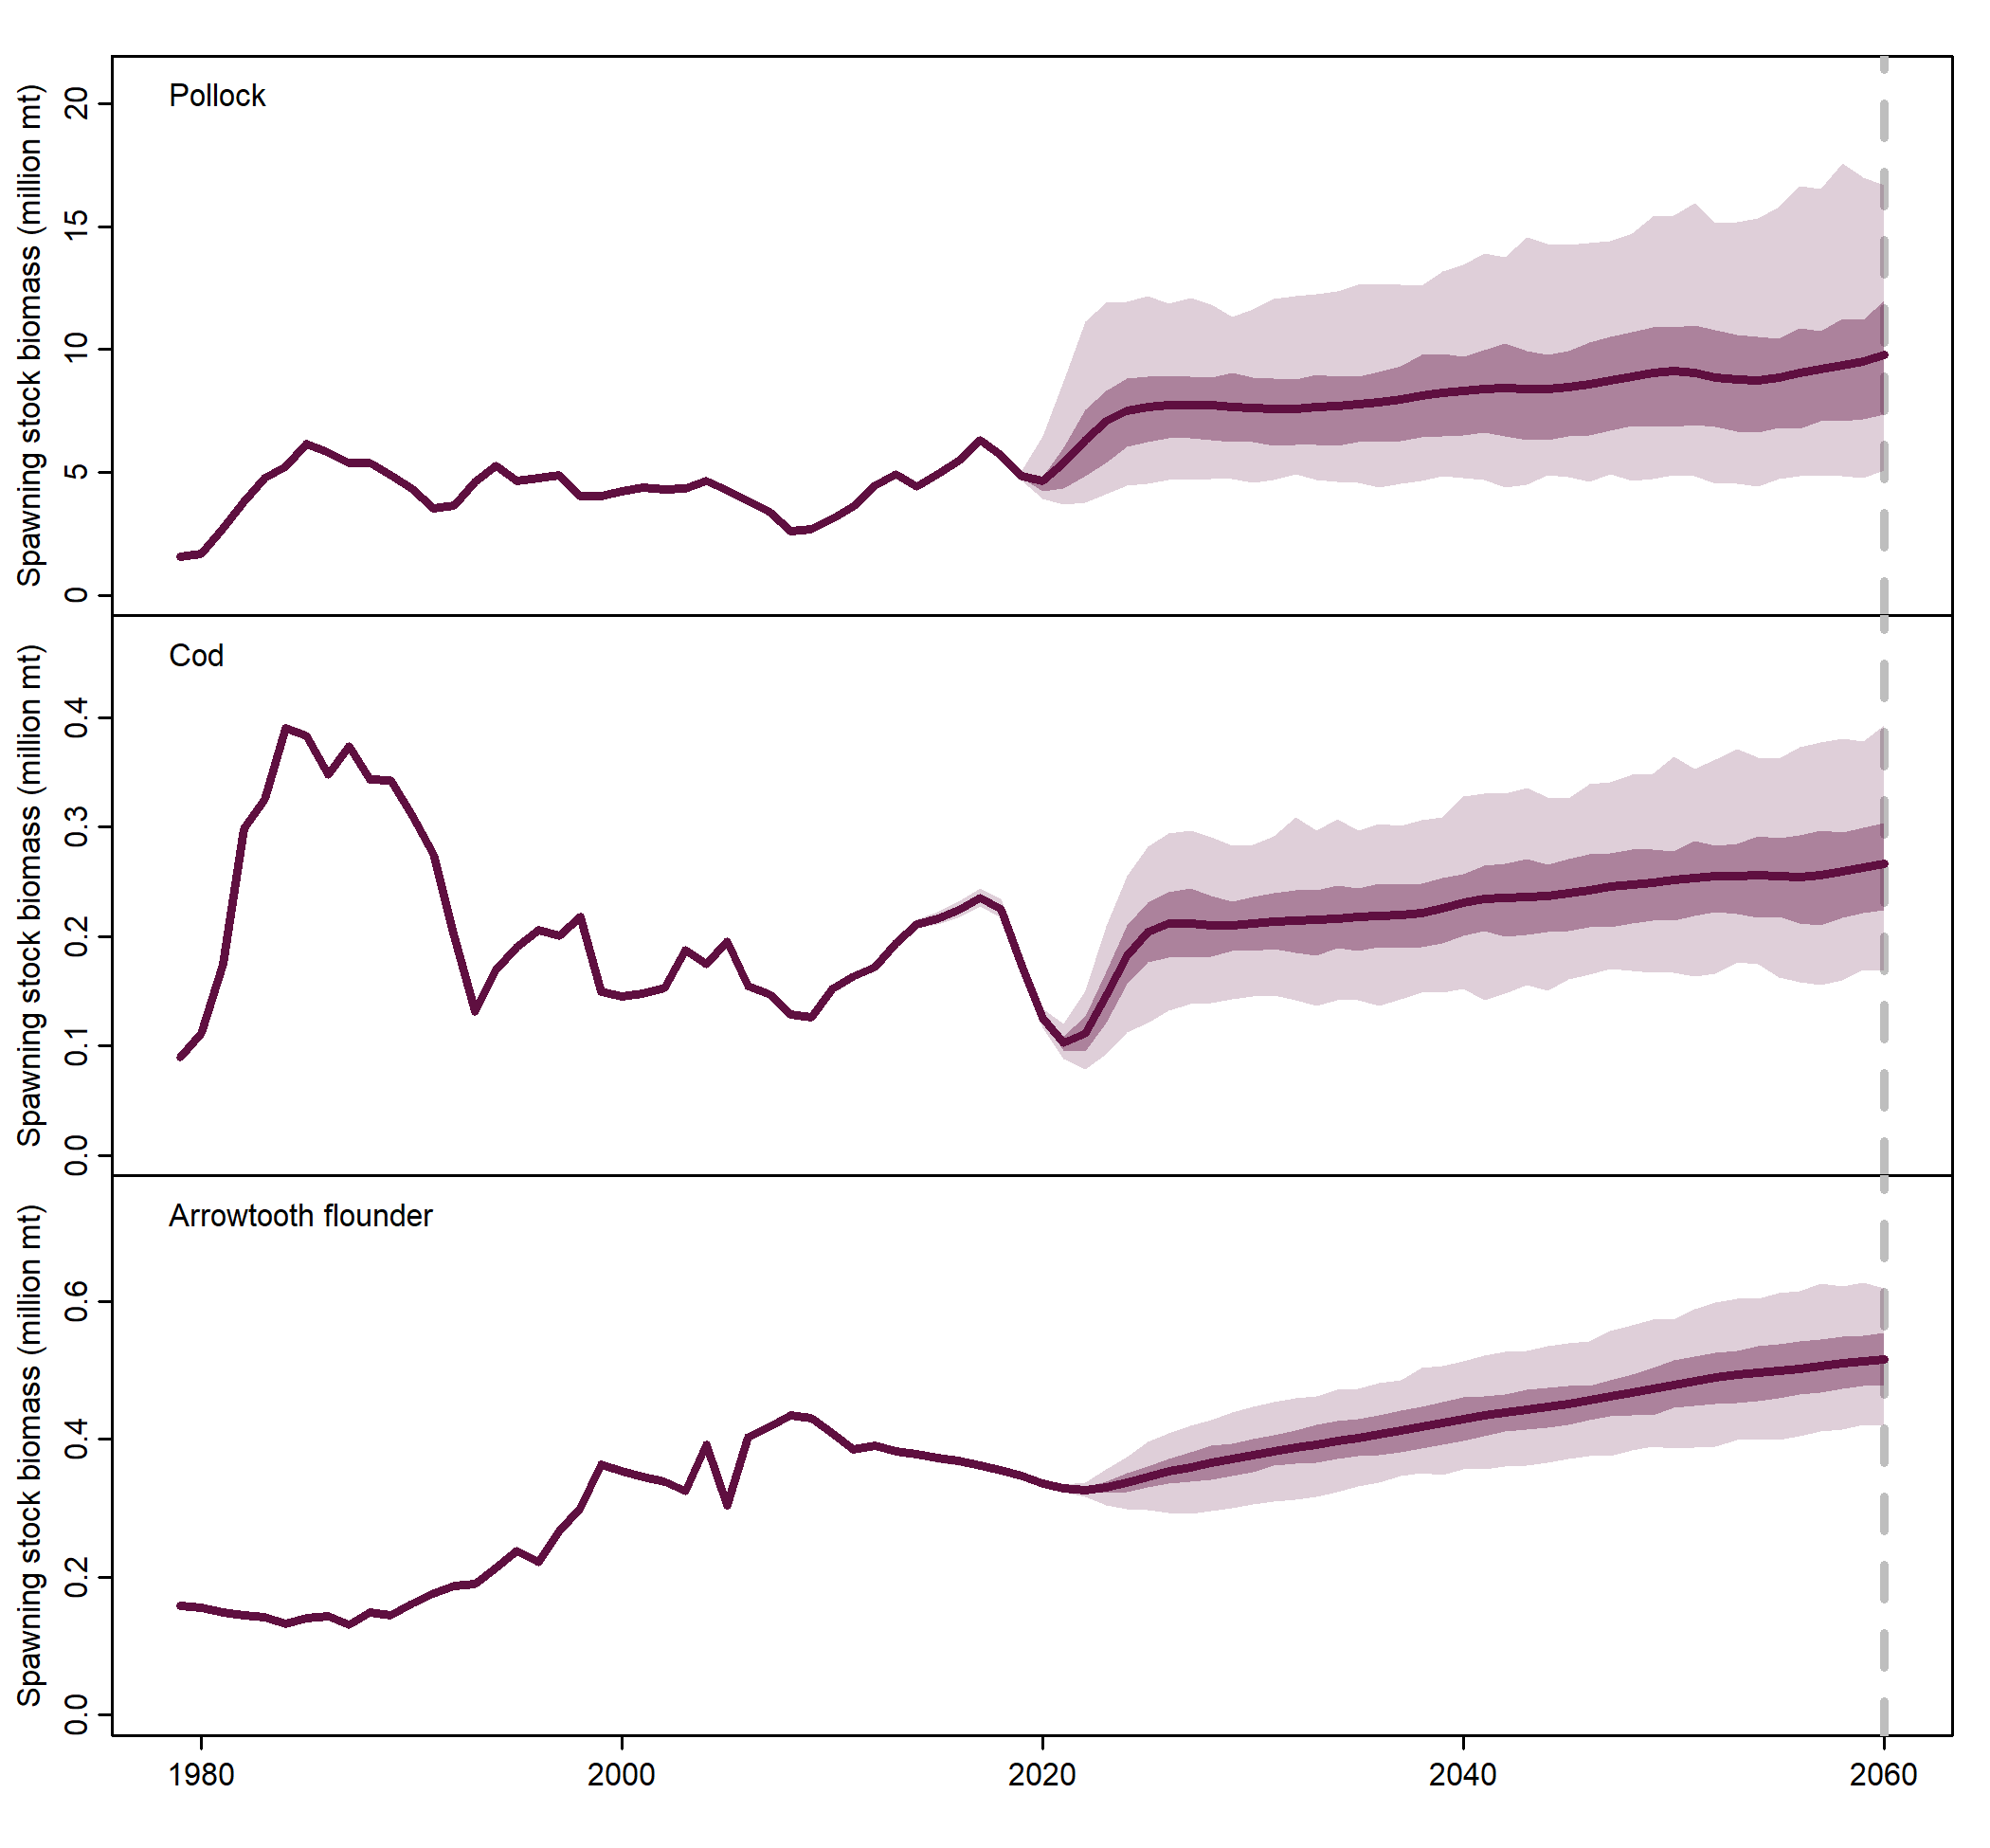 Pollock
Spawning stock biomass (million mt)
20
15
10
5
0
Cod
Spawning stock biomass (million mt)
0.4
0.3
0.2
0.1
0.0
Arrowtooth flounder
Spawning stock biomass (million mt)
0.6
0.4
0.2
0.0
1980 2000 2020 2040 2060